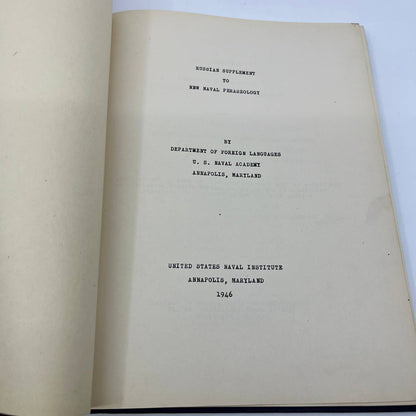 RUSSIAN SUPPLEMENT
TO
NEW NAVAL PHRASEOLOGY
BY
DEPARTMENT OF FOREIGN LANGUAGES
U. S. NAVAL ACADEMY
ANNAPOLIS, MARYLAND
UNITED STATES NAVAL INSTITUTE
ANNAPOLIS, MARYLAND
1946